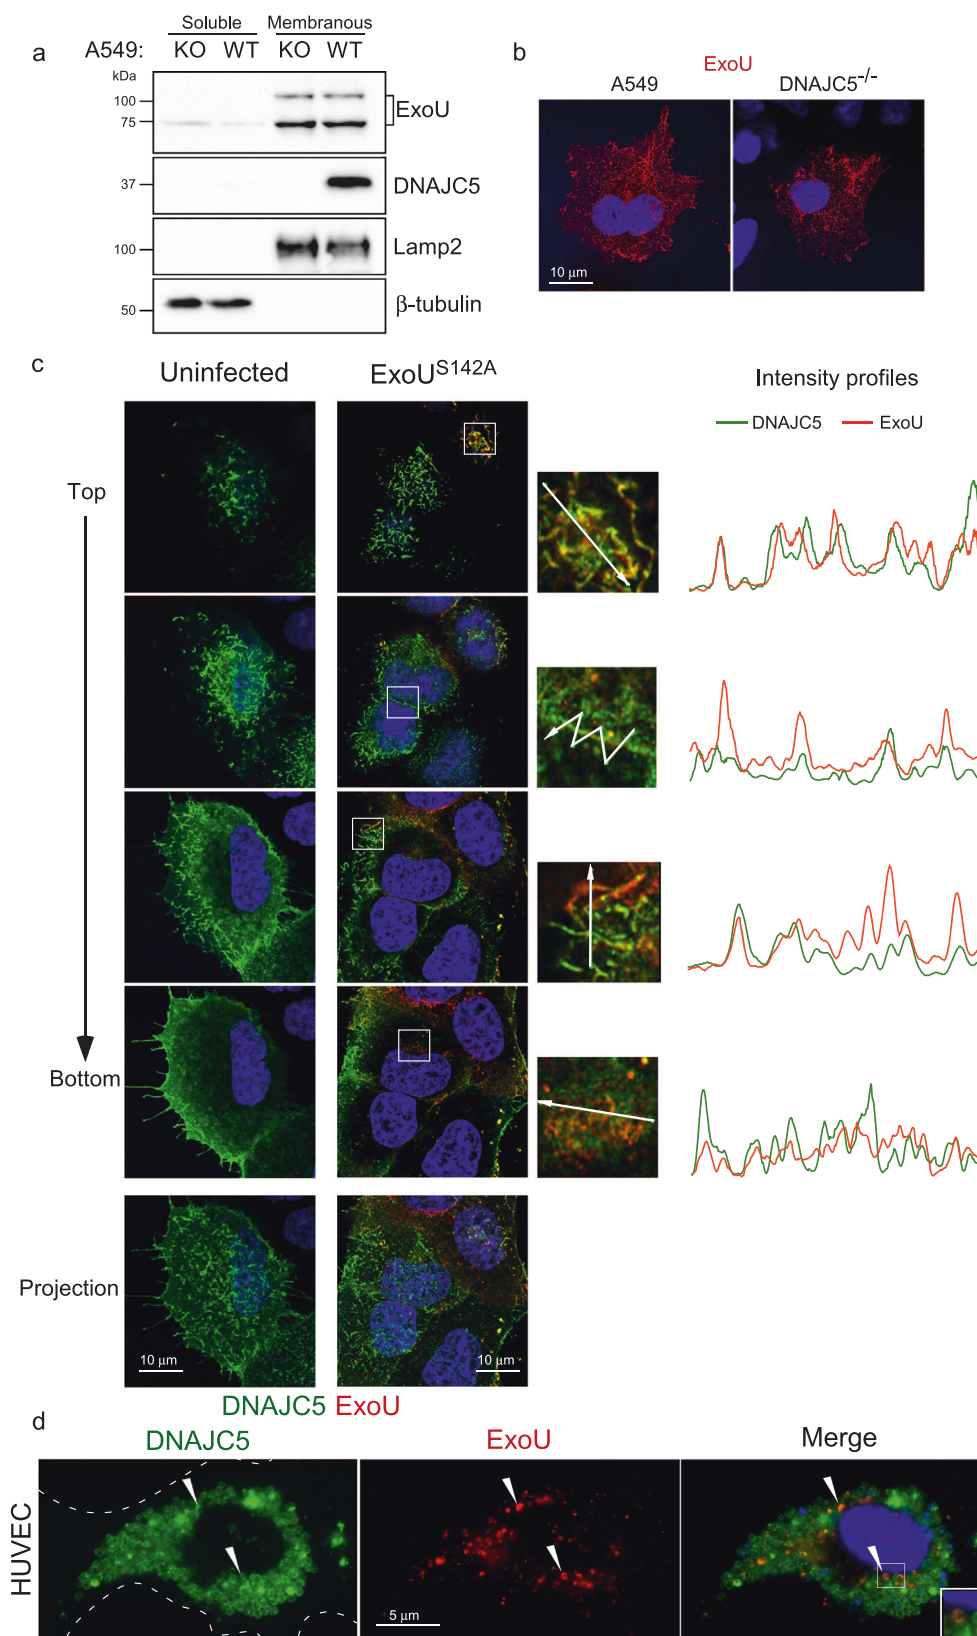 a
Soluble Membranous
A549: KO WT KO WT
kDa
100
75
ExoU
37
DNAJC5
100
Lamp2
50
β-tubulin
b
ExoU
A549 DNAJC5-/-
10 μm
c
Uninfected ExoUS142A
Intensity profiles
DNAJC5 ExoU
Top
Bottom
Projection
10 μm 10 μm
DNAJC5 ExoU
d
DNAJC5 ExoU Merge
HUVEC
5 μm